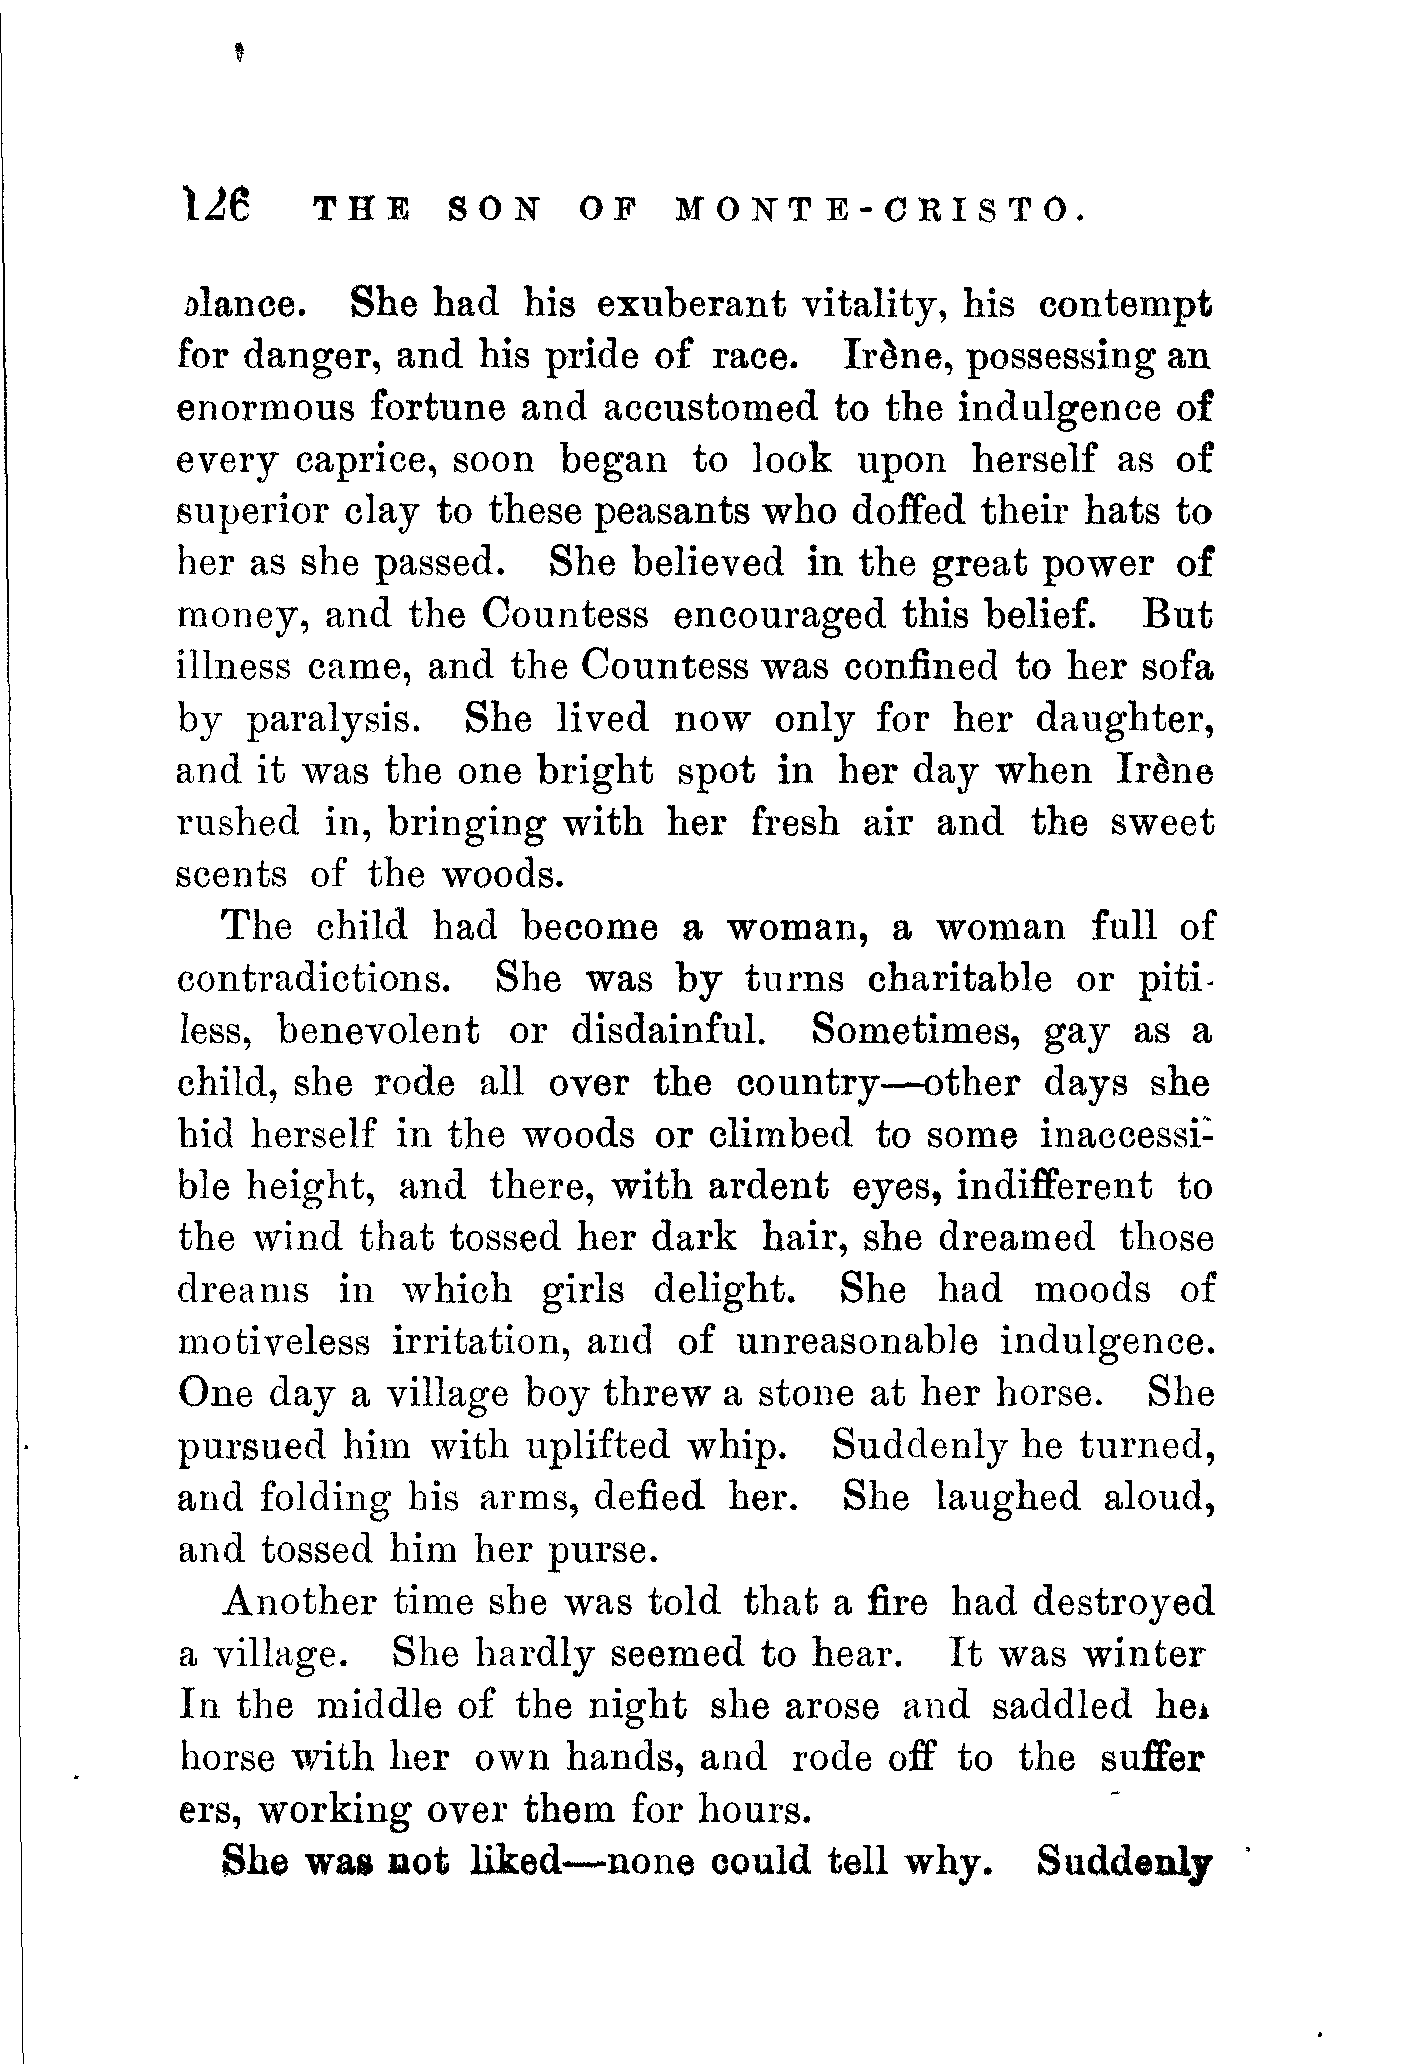 126 THE SON OF MONTE-CRISTO.
blance. She had his exuberant vitality, his contempt
for danger, and his pride of race. Irène, possessing an
enormous fortune and accustomed to the indulgence of
every caprice, soon began to look upon herself as of
superior clay to these peasants who doffed their hats to
her as she passed. She believed in the great power of
money, and the Countess encouraged this belief. But
illness came, and the Countess was confined to her sofa
by paralysis. She lived now only for her daughter,
and it was the one bright spot in her day when Irène
rushed in, bringing with her fresh air and the sweet
scents of the woods.
The child had become a woman, a woman full of
contradictions. She was by turns charitable or piti-
less, benevolent or disdainful. Sometimes, gay as a
child, she rode all over the country—other days she
hid herself in the woods or climbed to some inaccessi-
ble height, and there, with ardent eyes, indifferent to
the wind that tossed her dark hair, she dreamed those
dreams in which girls delight. She had moods of
motiveless irritation, and of unreasonable indulgence.
One day a village boy threw a stone at her horse. She
pursued him with uplifted whip. Suddenly he turned,
and folding his arms, defied her. She laughed aloud,
and tossed him her purse.
Another time she was told that a fire had destroyed
a village. She hardly seemed to hear. It was winter
In the middle of the night she arose and saddled her
horse with her own hands, and rode off to the suffer
ers, working over them for hours.
She was not liked—none could tell why. Suddenly